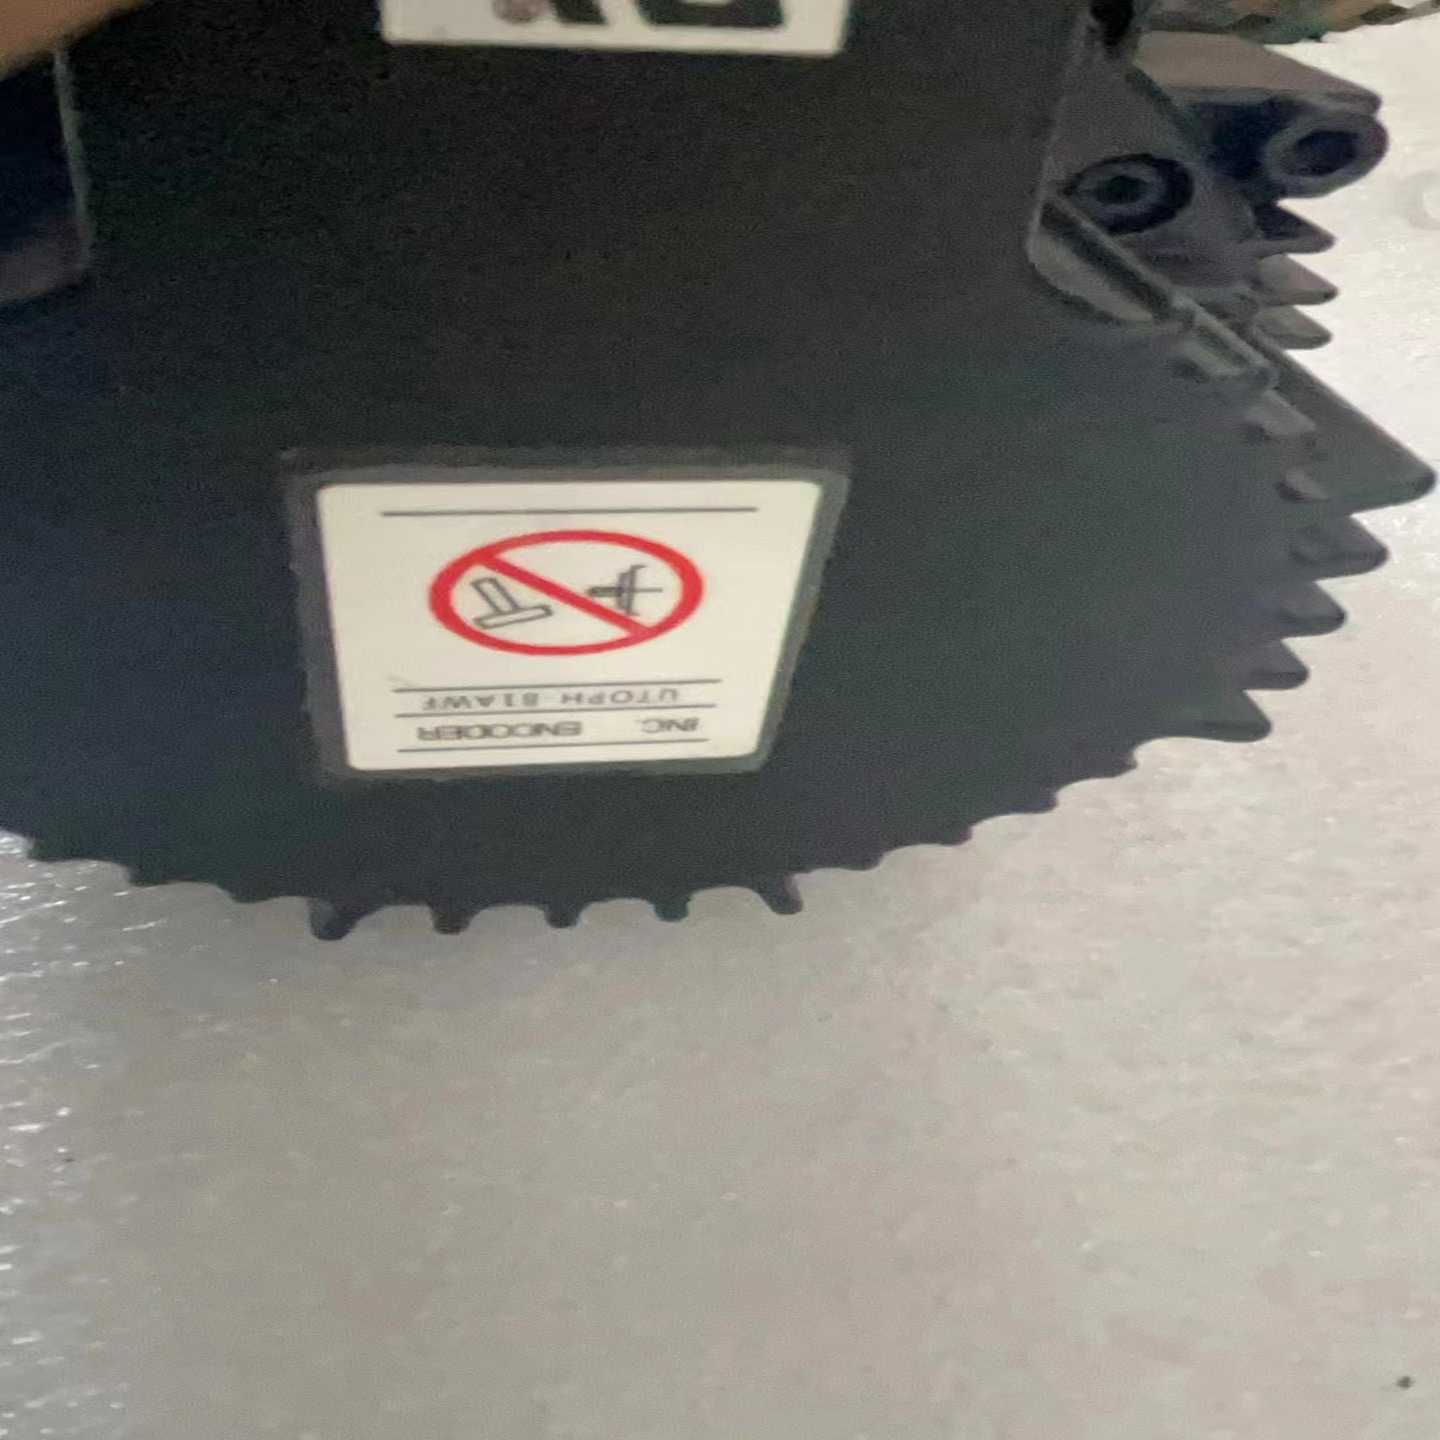 INC. ENCODER
UTOPH-81AWF